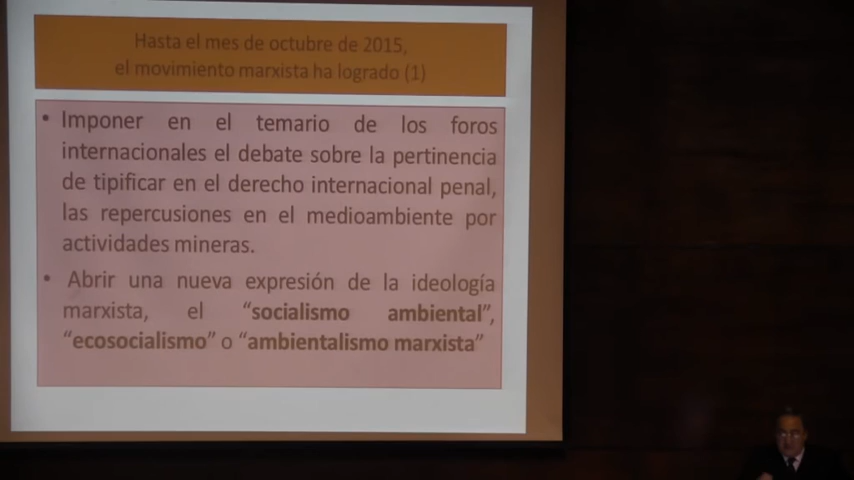 Hasta el mes de octubre de 2015,
el movimiento marxista ha logrado (1)
• Imponer en el temario de los foros
internacionales el debate sobre la pertinencia
de tipificar en el derecho internacional penal,
las repercusiones en el medioambiente por
actividades mineras.
• Abrir una nueva expresión de la ideología
marxista, el “socialismo ambiental”,
“ecosocialismo” o “ambientalismo marxista”